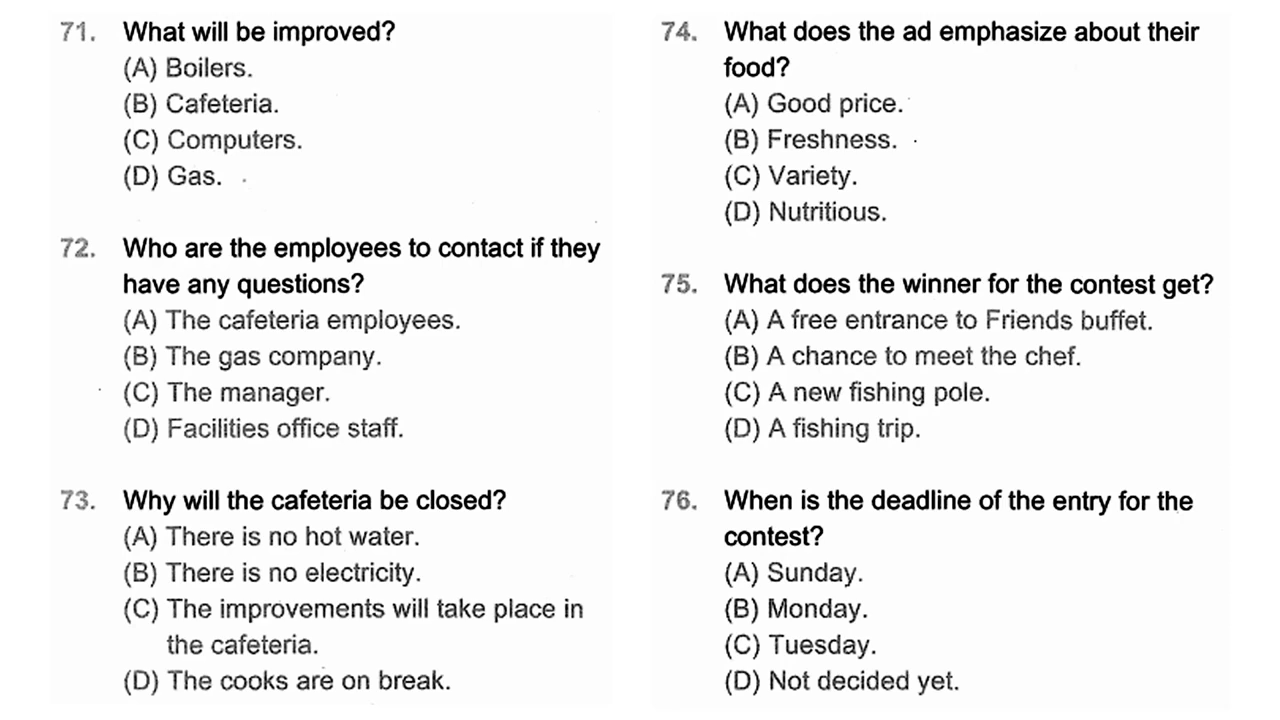 71. What will be improved?
(A) Boilers.
(B) Cafeteria.
(C) Computers.
(D) Gas.
72. Who are the employees to contact if they
have any questions?
(A) The cafeteria employees.
(B) The gas company.
(C) The manager.
(D) Facilities office staff.
73. Why will the cafeteria be closed?
(A) There is no hot water.
(B) There is no electricity.
(C) The improvements will take place in
the cafeteria.
(D) The cooks are on break.
74. What does the ad emphasize about their
food?
(A) Good price.
(B) Freshness.
(C) Variety.
(D) Nutritious.
75. What does the winner for the contest get?
(A) A free entrance to Friends buffet.
(B) A chance to meet the chef.
(C) A new fishing pole.
(D) A fishing trip.
76. When is the deadline of the entry for the
contest?
(A) Sunday.
(B) Monday.
(C) Tuesday.
(D) Not decided yet.